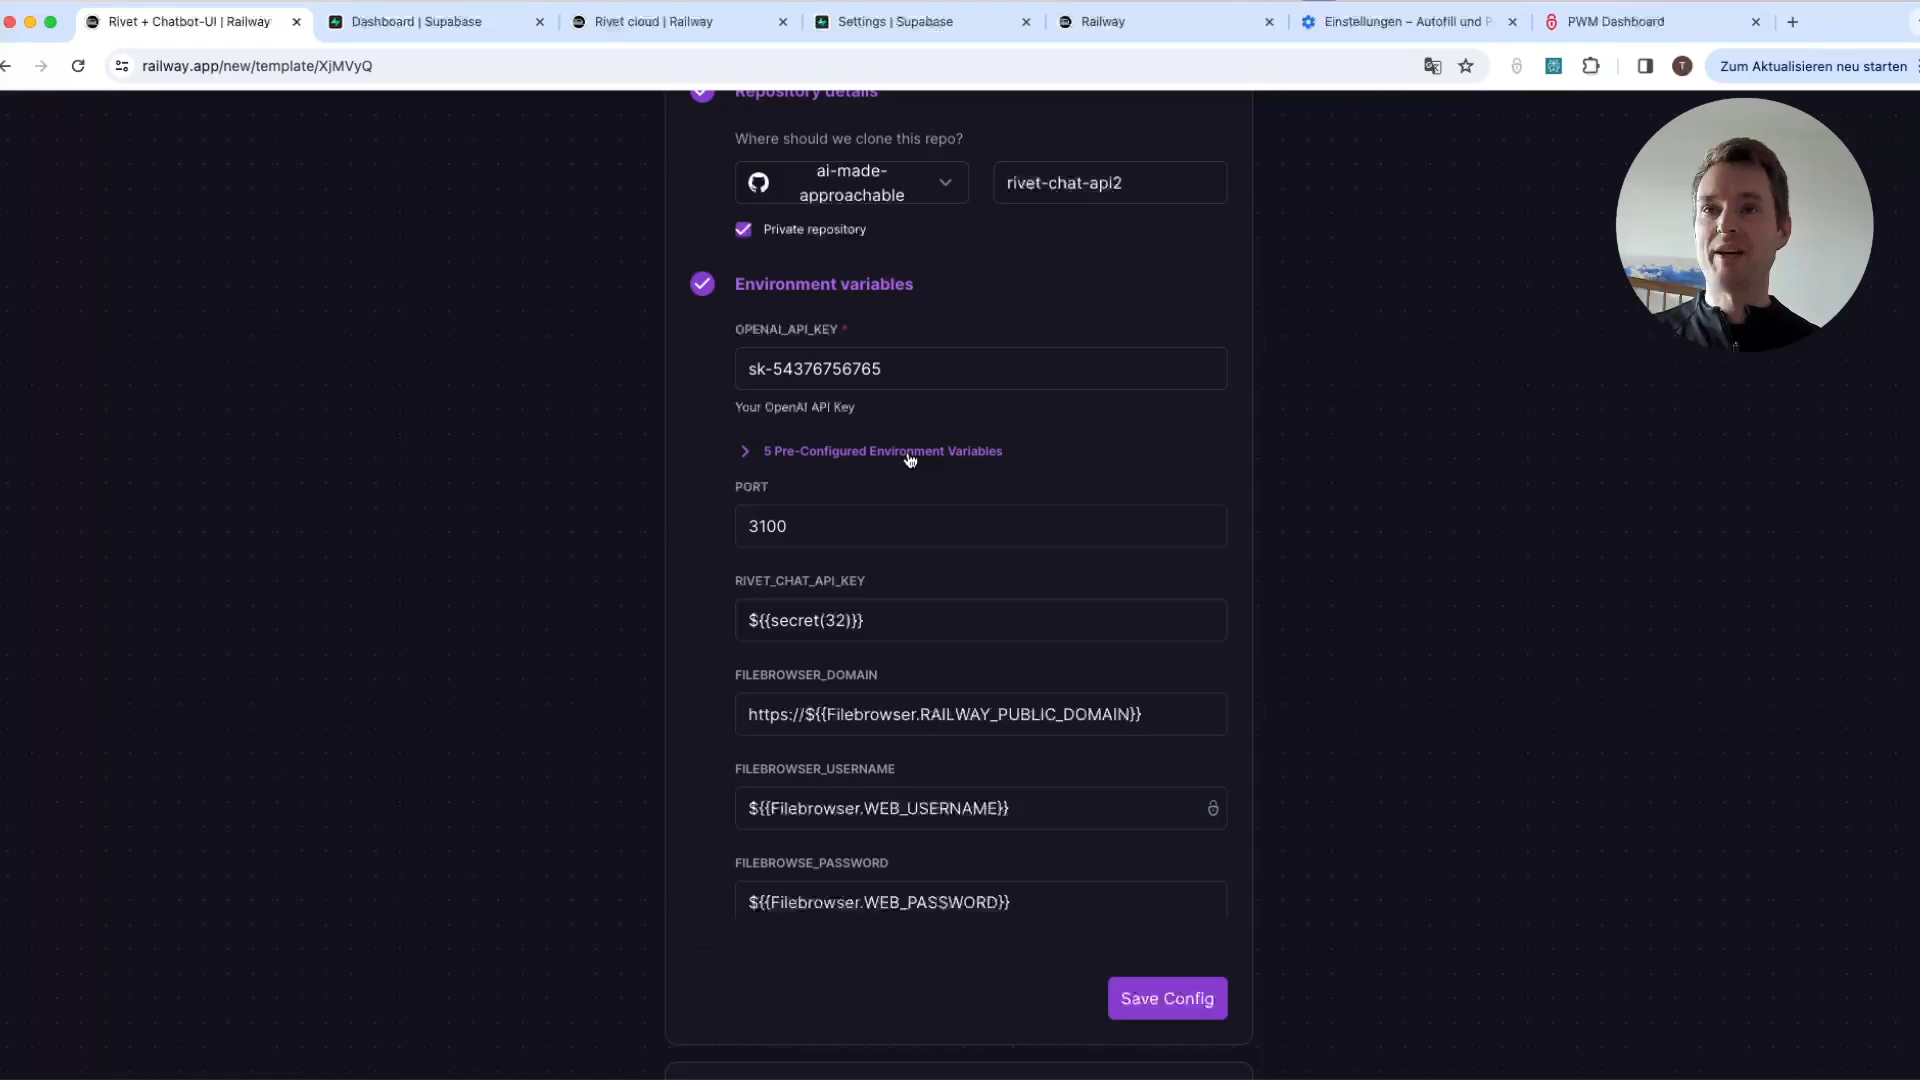 Rivet + Chatbot-UI | Railway
Dashboard | Supabase
Rivet cloud | Railway
Settings | Supabase
Railway
Einstellungen – Autofill und P
PWM Dashboard
railway.app/new/template/XjMVyQ
T
Zum Aktualisieren neu starten
Repository details
Where should we clone this repo?
ai-made-
approachable
rivet-chat-api2
Private repository
Environment variables
OPENAI_API_KEY *
sk-54376756765
Your OpenAI API Key
5 Pre-Configured Environment Variables
PORT
3100
RIVET_CHAT_API_KEY
${{secret(32)}}
FILEBROWSER_DOMAIN
https://${{Filebrowser.RAILWAY_PUBLIC_DOMAIN}}
FILEBROWSER_USERNAME
${{Filebrowser.WEB_USERNAME}}
FILEBROWSE_PASSWORD
${{Filebrowser.WEB_PASSWORD}}
Save Config